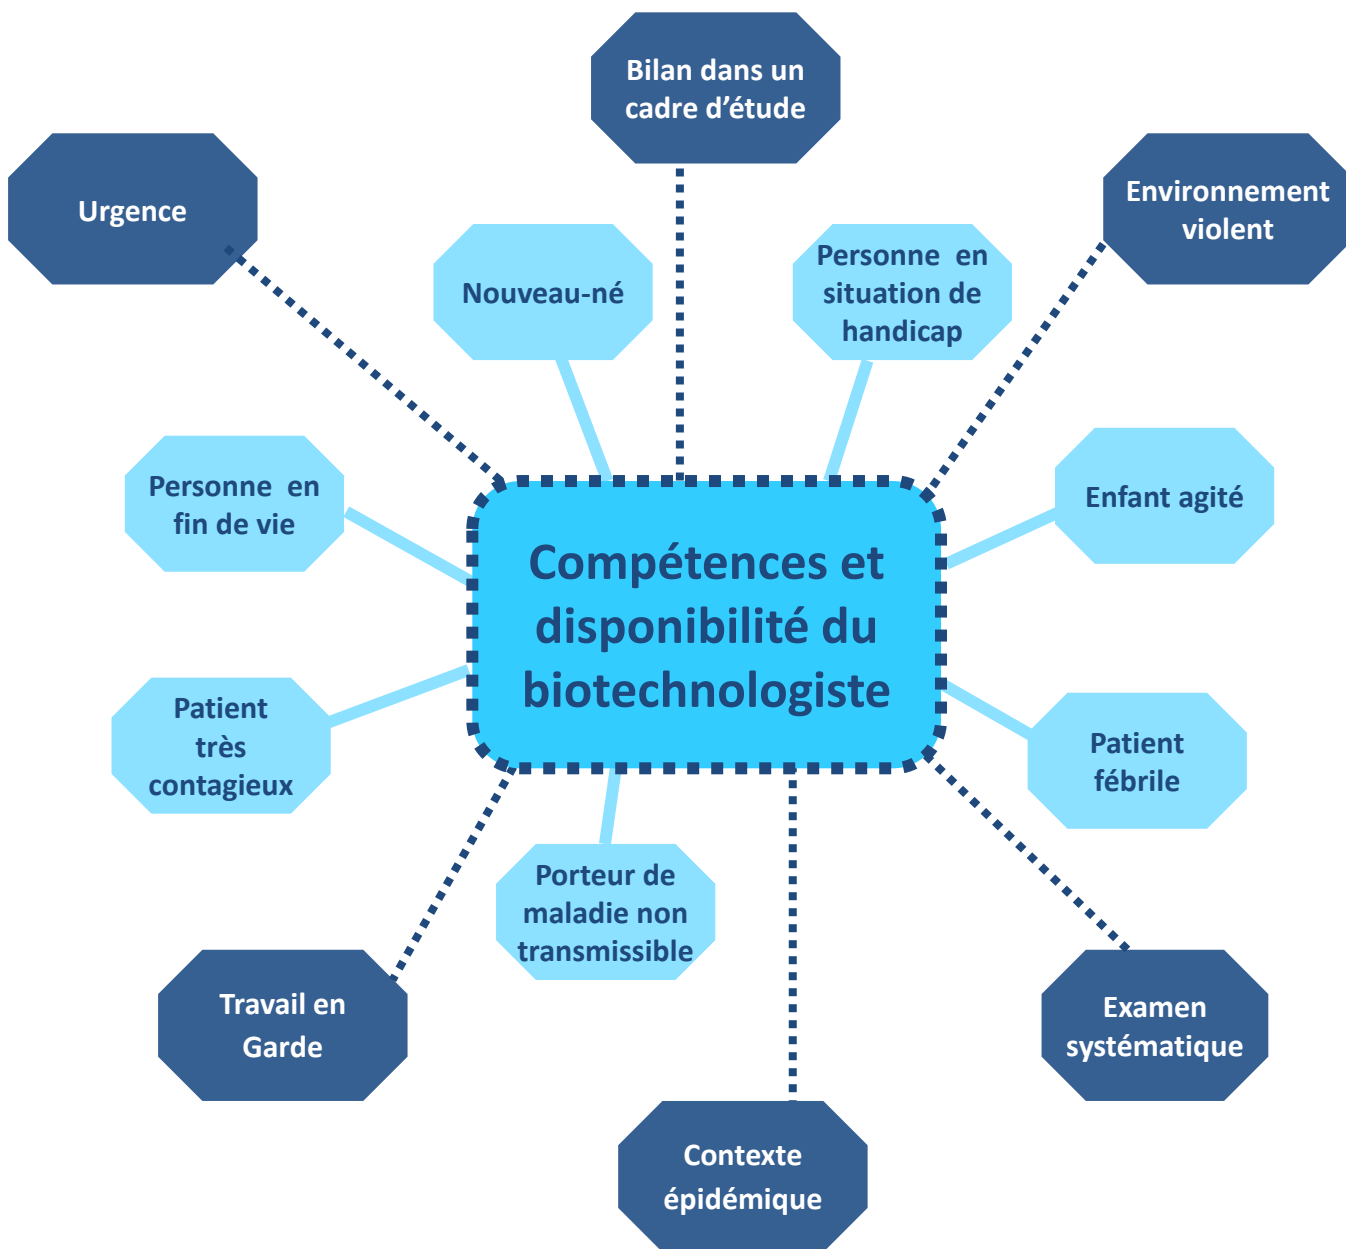 Bilan dans un
cadre d’étude
Urgence
Environnement
violent
Nouveau-né
Personne en
situation de
handicap
Personne en
fin de vie
Enfant agité
Compétences et
disponibilité du
biotechnologiste
Patient
très
contagieux
Patient
fébrile
Porteur de
maladie non
transmissible
Travail en
Garde
Examen
systématique
Contexte
épidémique